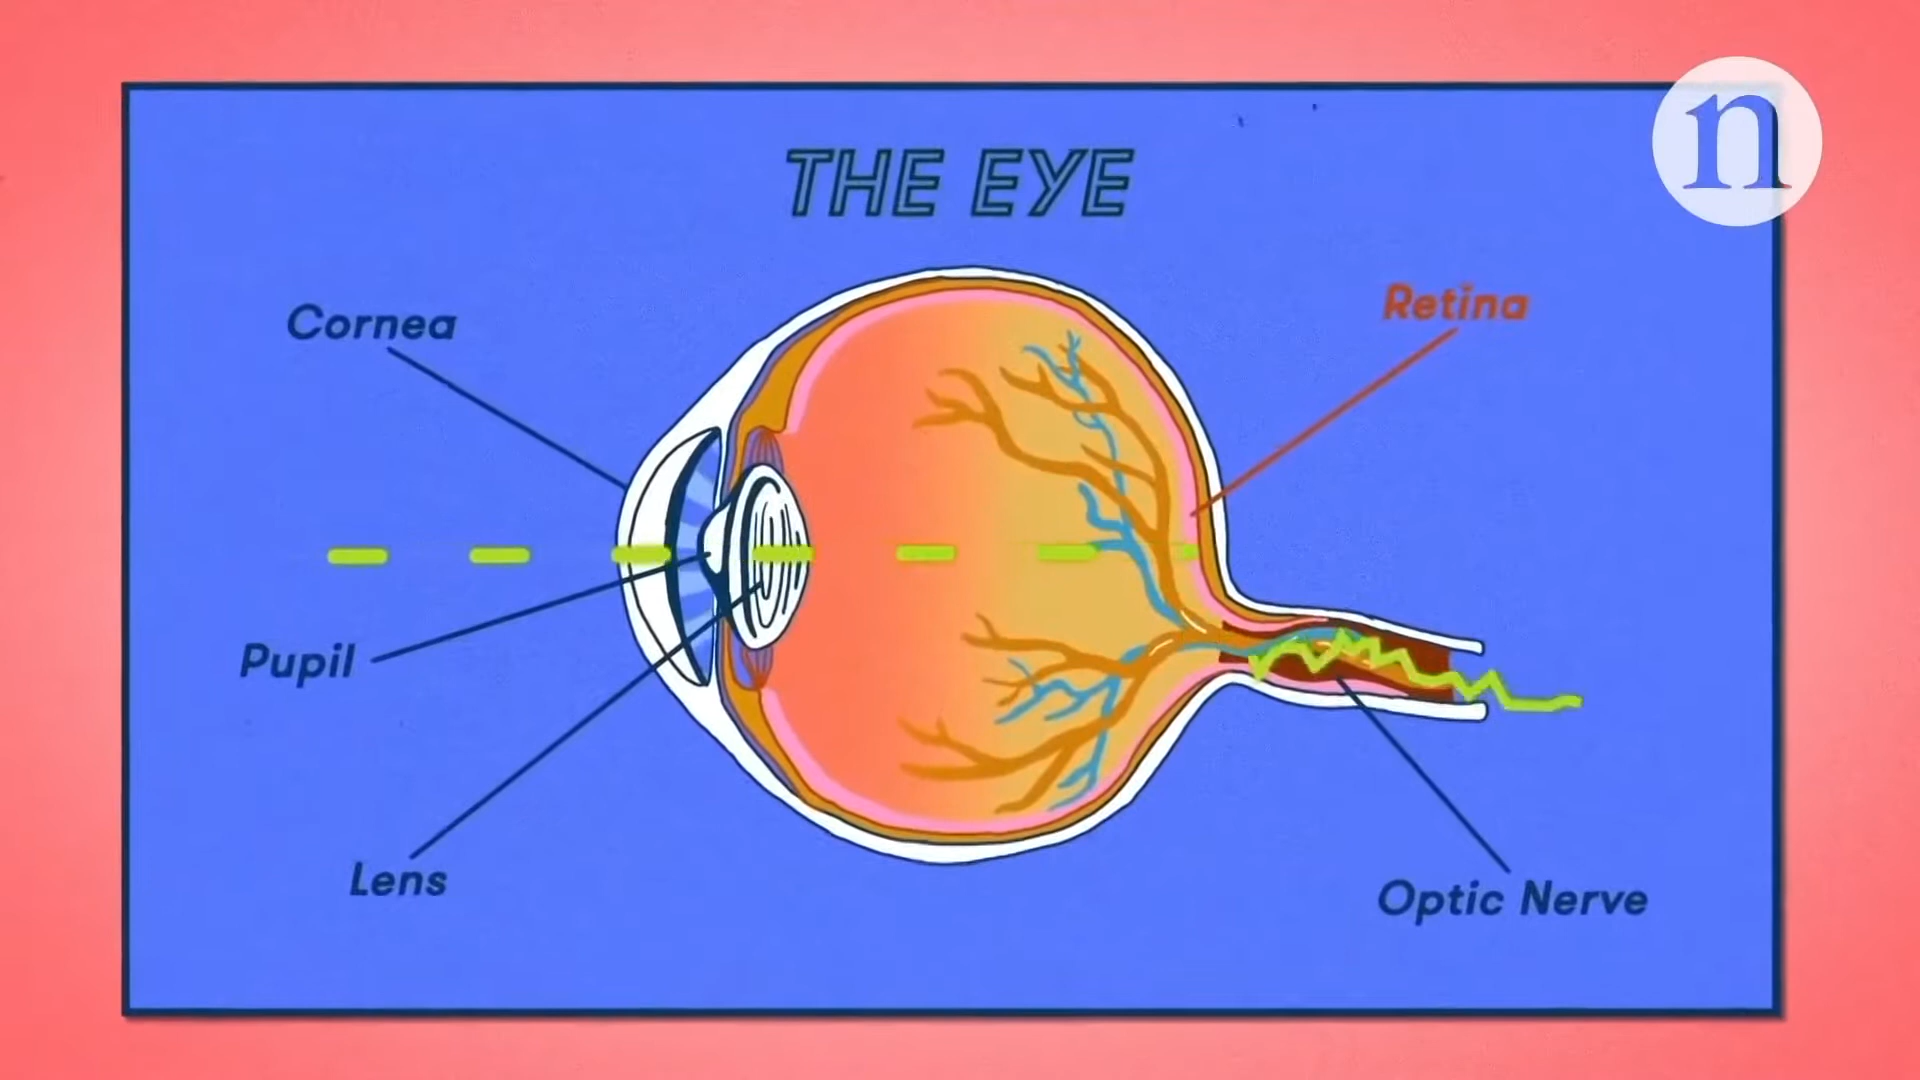 n
THE EYE
Cornea
Retina
Pupil
Lens
Optic Nerve